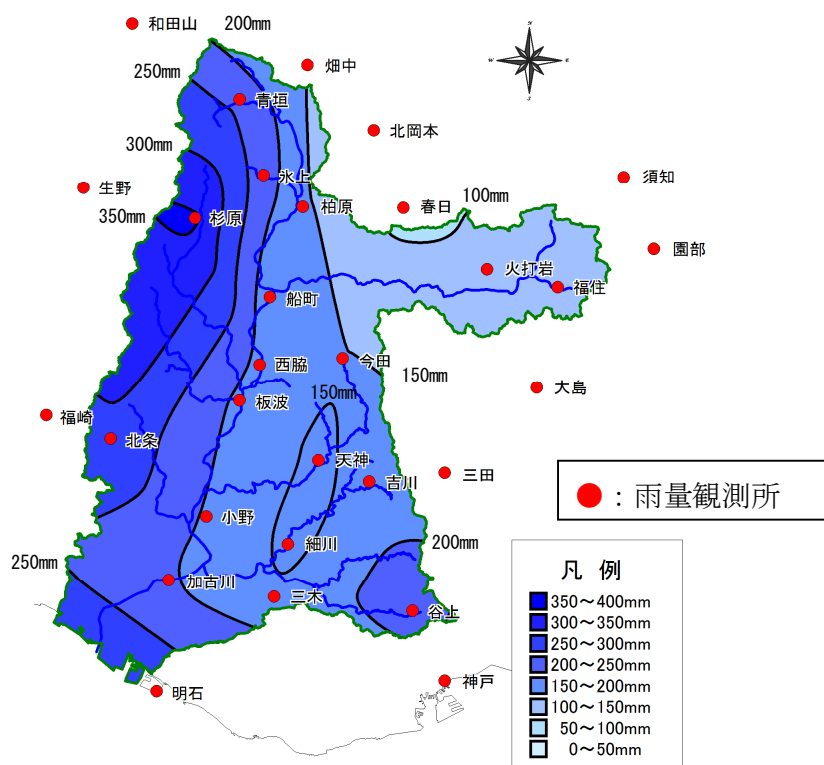 和田山
200mm
N
W
E
S
畑中
250mm
青垣
北岡本
300mm
氷上
須知
生野
350mm
杉原
柏原
春日
100mm
園部
火打岩
福住
船町
西脇
今田
150mm
大島
150mm
板波
福崎
北条
天神
吉川
三田
：雨量観測所
小野
細川
200mm
250mm
凡 例
加古川
三木
谷上
350～400mm
300～350mm
250～300mm
200～250mm
150～200mm
100～150mm
50～100mm
0～50mm
明石
神戸